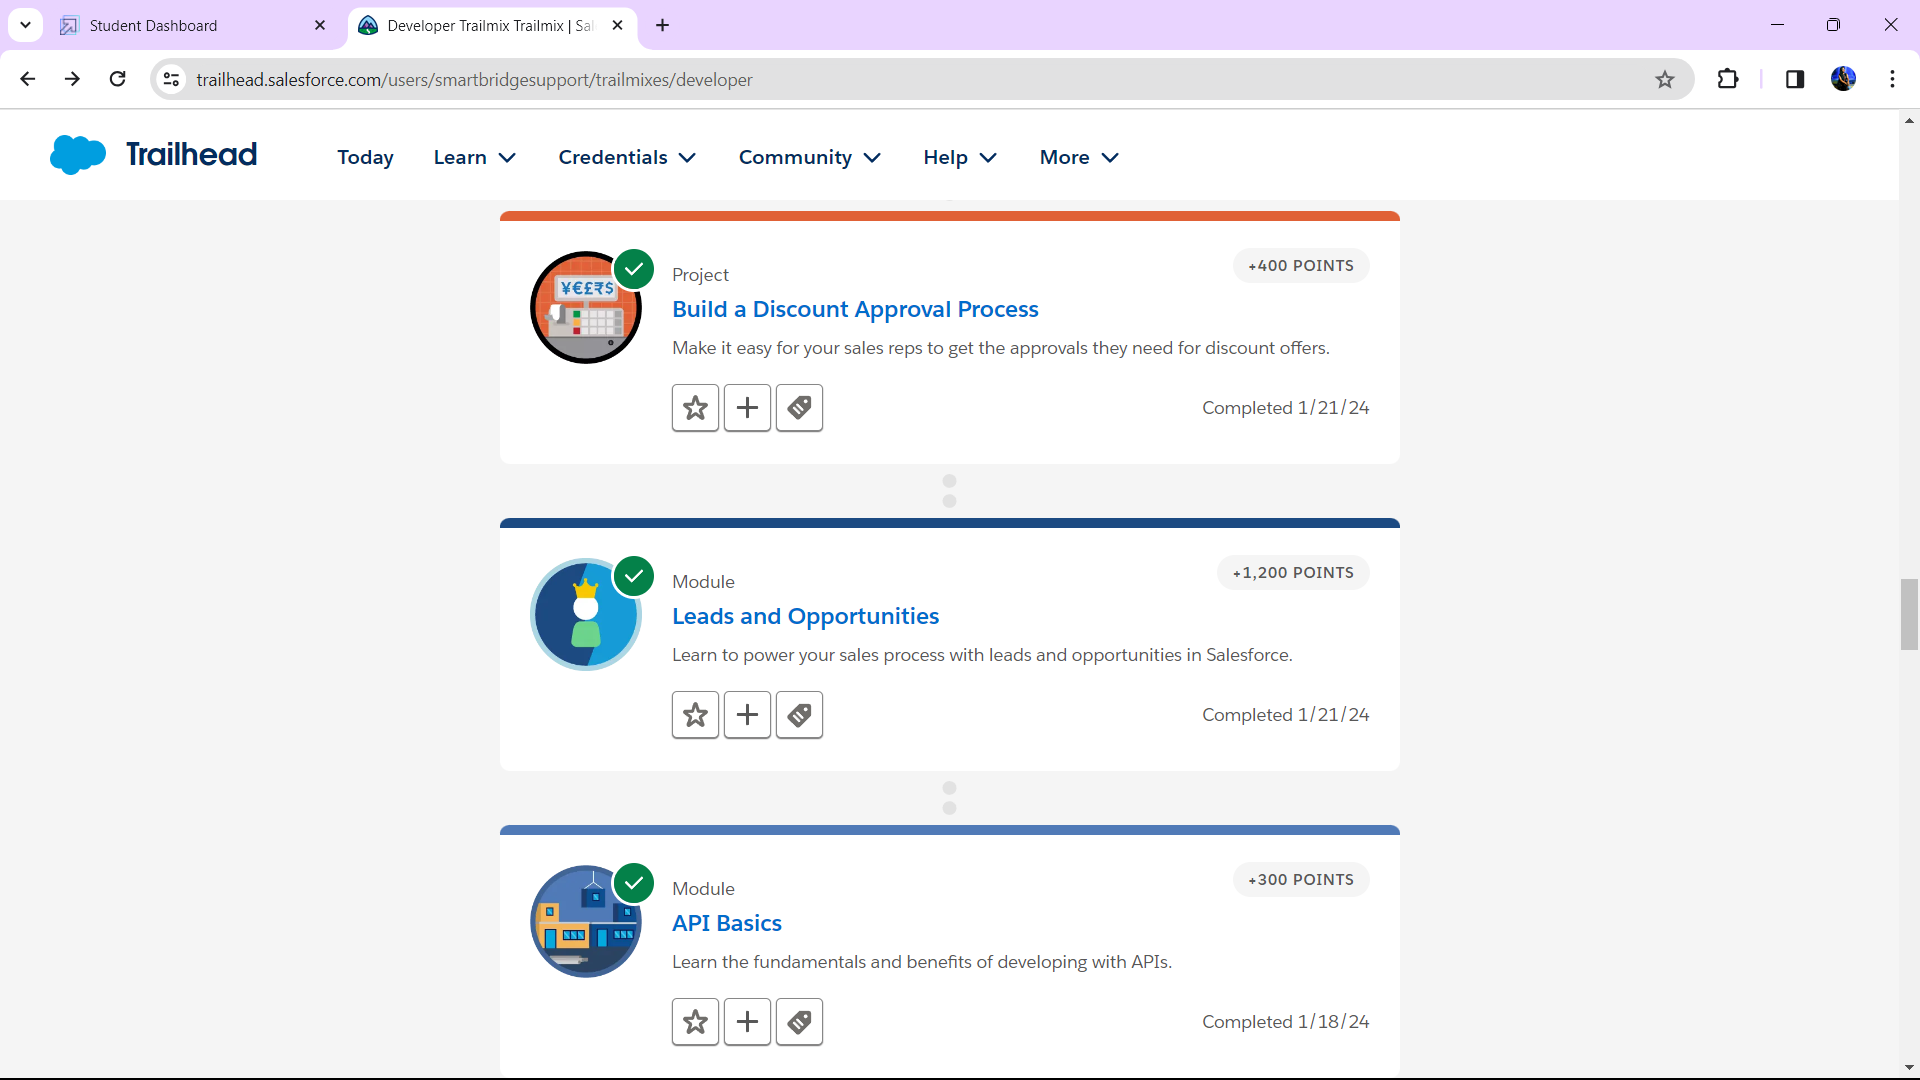 Student Dashboard
Developer Trailmix Trailmix | Sal
trailhead.salesforce.com/users/smartbridgesupport/trailmixes/developer
Trailhead
Today
Learn
Credentials
Community
Help
More
¥€£₹$
Project
+400 POINTS
Build a Discount Approval Process
Make it easy for your sales reps to get the approvals they need for discount offers.
Completed 1/21/24
Module
+1,200 POINTS
Leads and Opportunities
Learn to power your sales process with leads and opportunities in Salesforce.
Completed 1/21/24
Module
+300 POINTS
API Basics
Learn the fundamentals and benefits of developing with APIs.
Completed 1/18/24